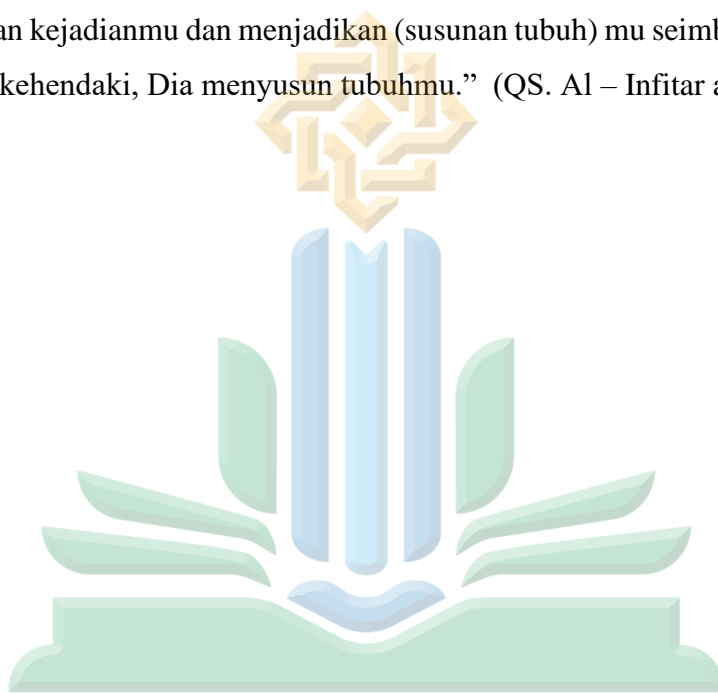 an kejadianmu dan menjadikan (susunan tubuh) mu seimb
kehendaki, Dia menyusun tubuhmu.” (QS. Al – Infitar a